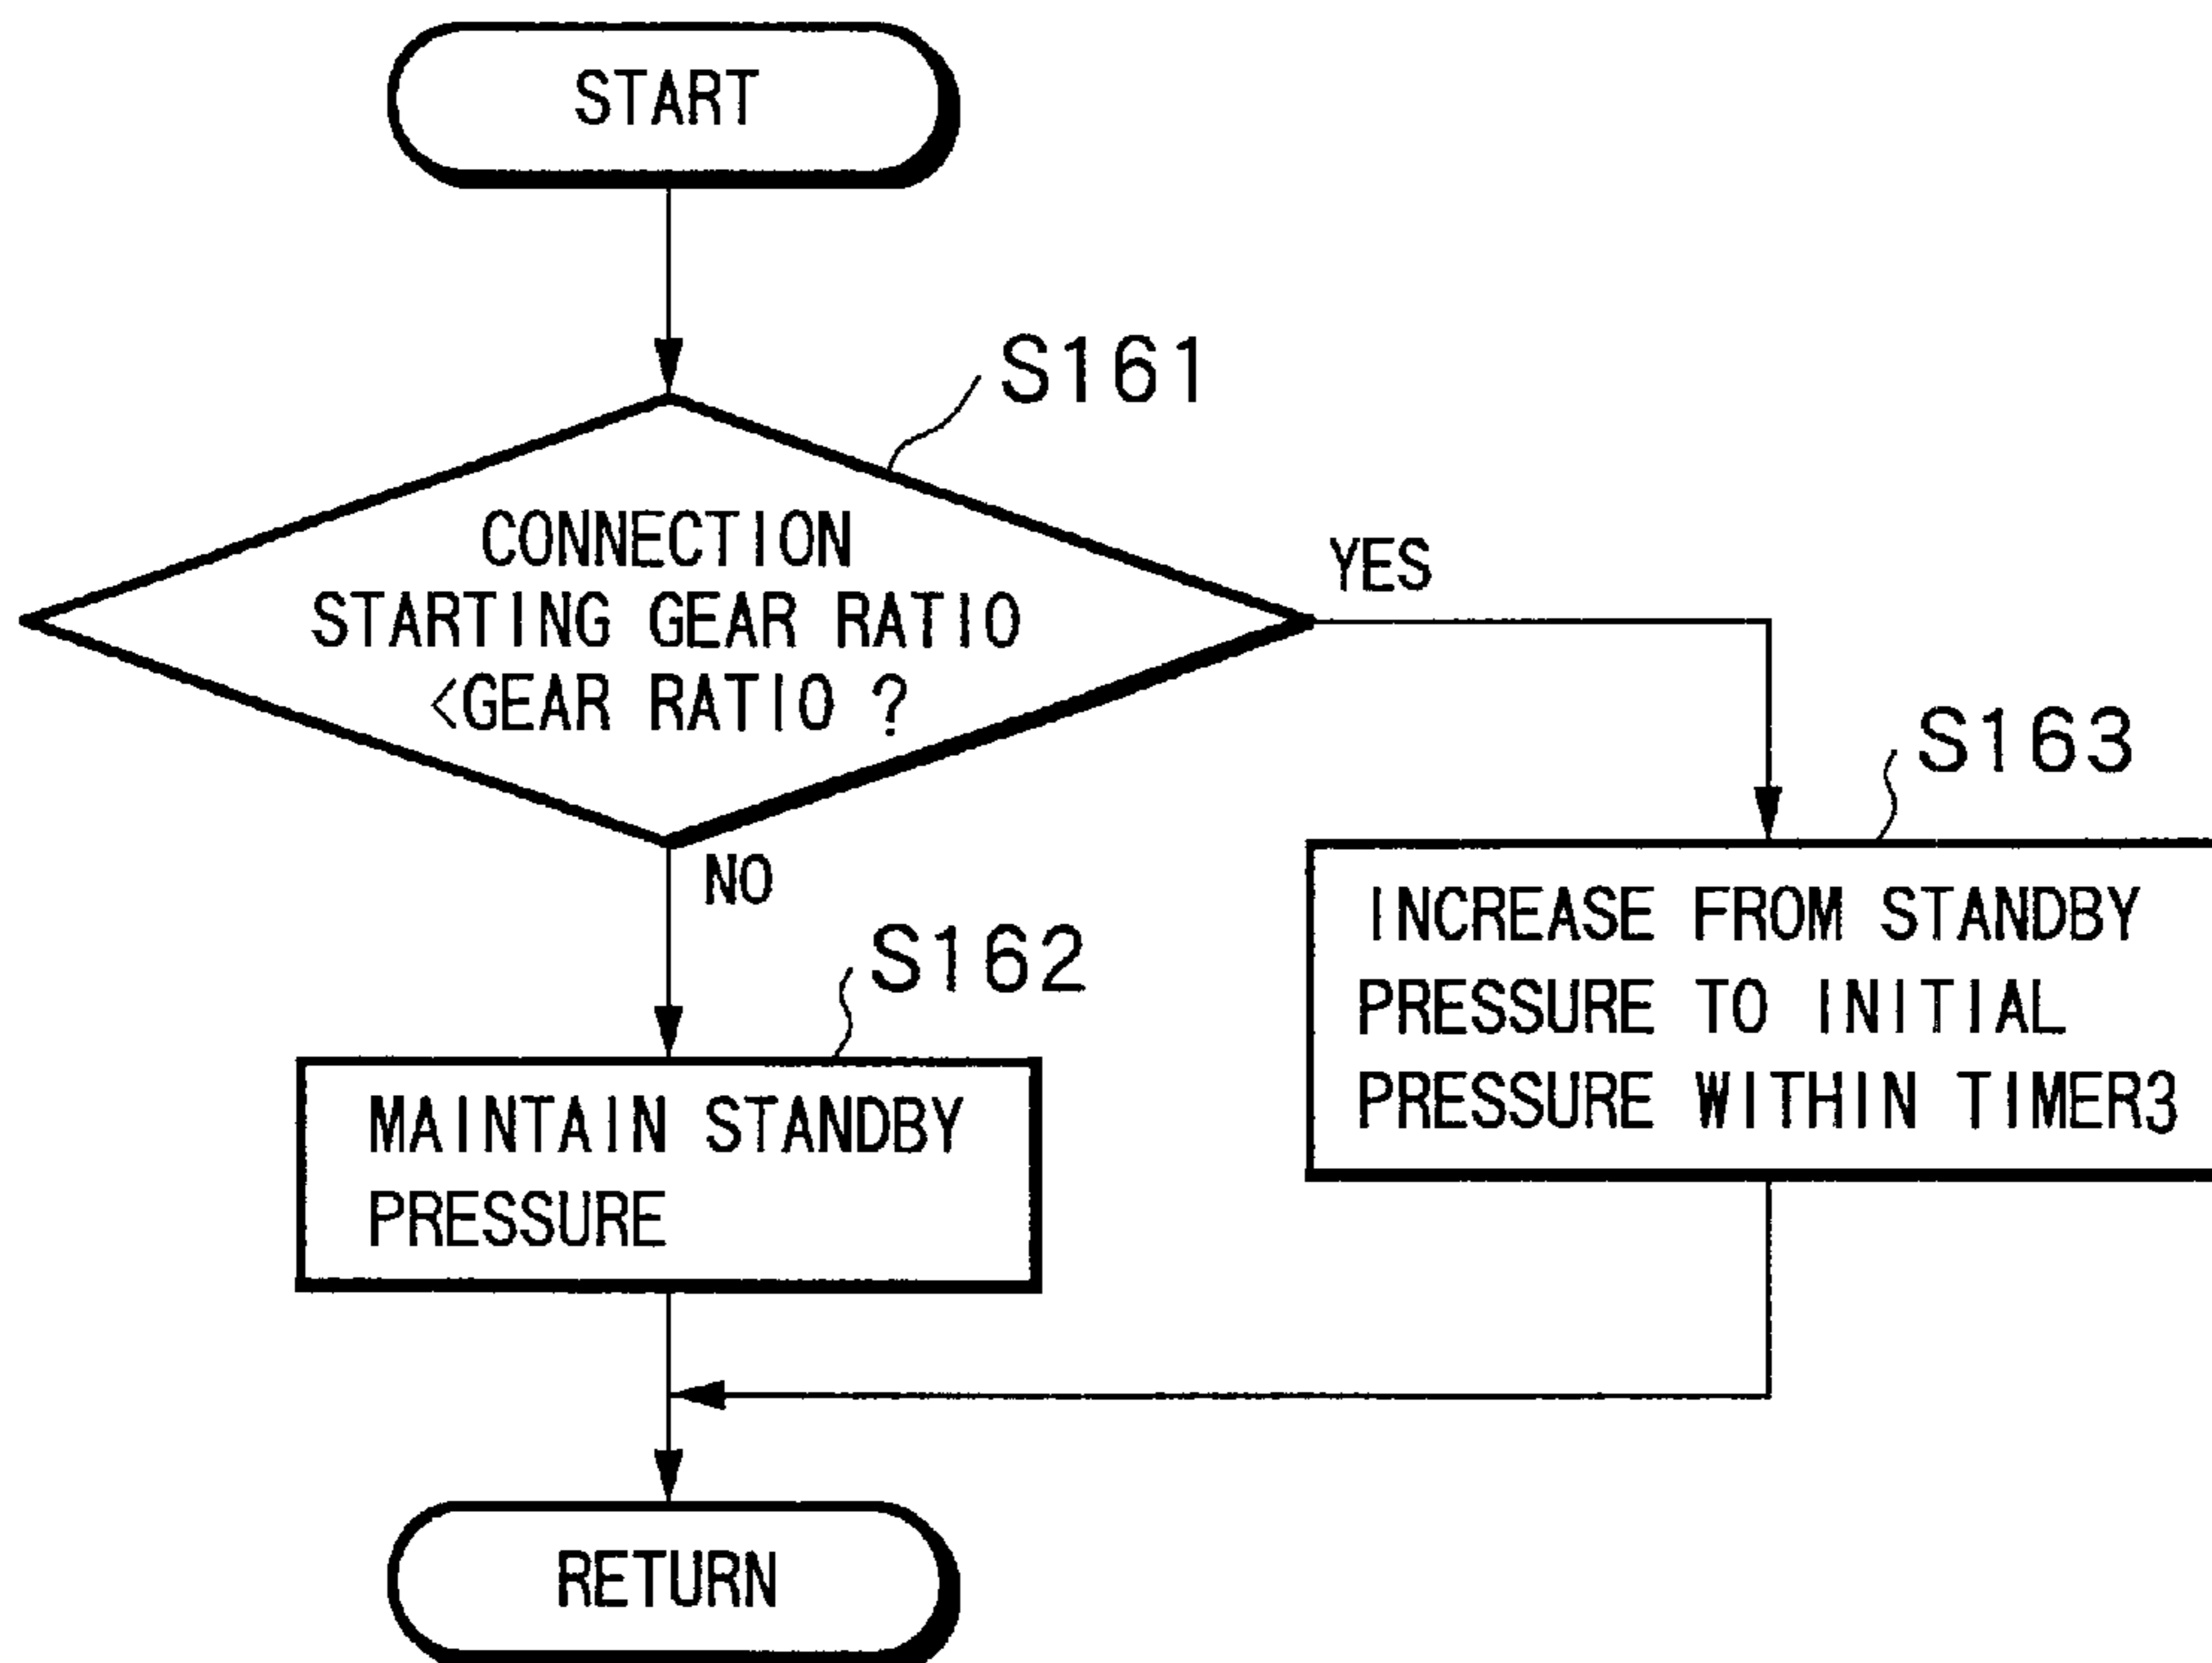 START
S161
CONNECTION
STARTING GEAR RATIO
<GEAR RATIO ?
YES
NO
S163
INCREASE FROM STANDBY
PRESSURE TO INITIAL
PRESSURE WITHIN TIMER3
S162
MAINTAIN STANDBY
PRESSURE
RETURN